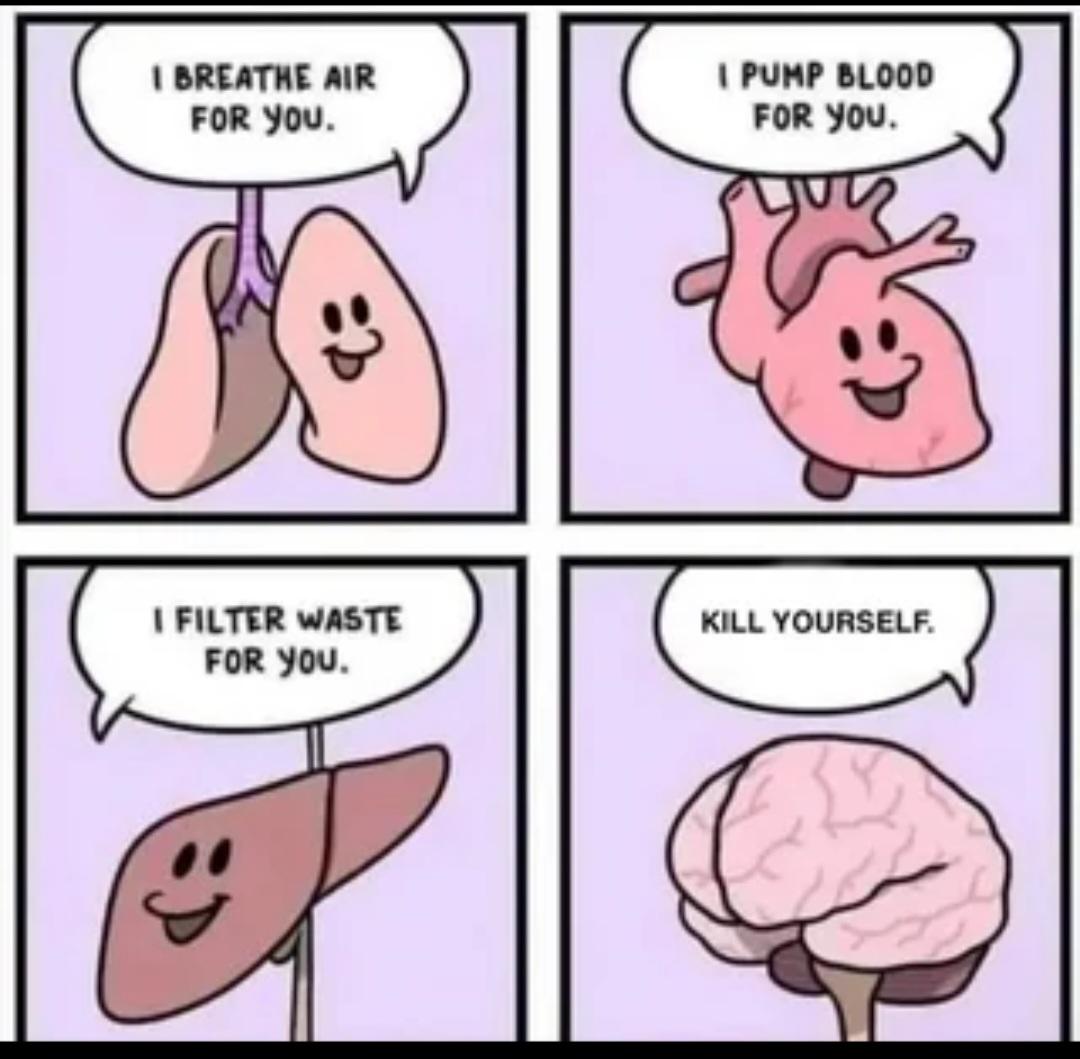 I BREATHE AIR
FOR YOU.
I PUMP BLOOD
FOR YOU.
I FILTER WASTE
FOR YOU.
KILL YOURSELF.